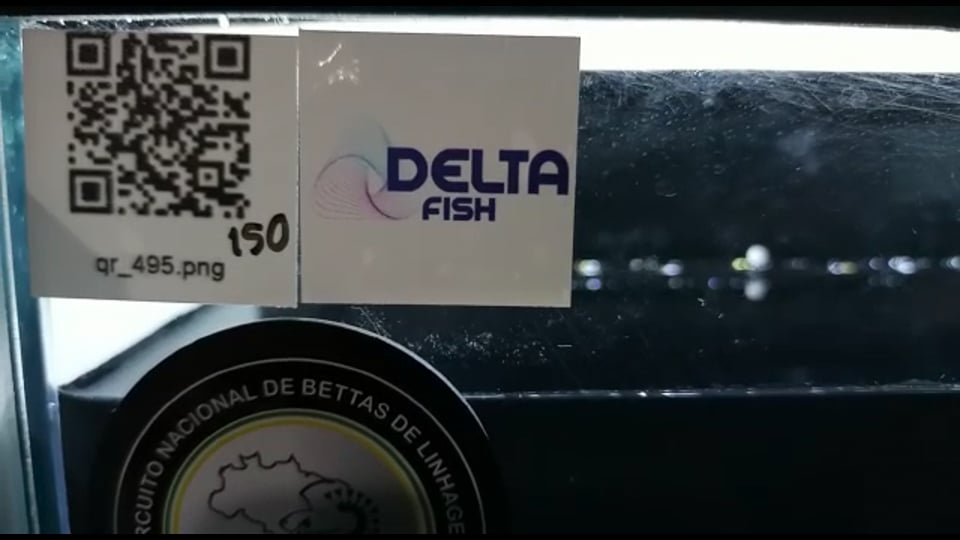 150
qr_495.png
DELTA
FISH
RCUITO NACIONAL DE BETTAS DE LINHAGE